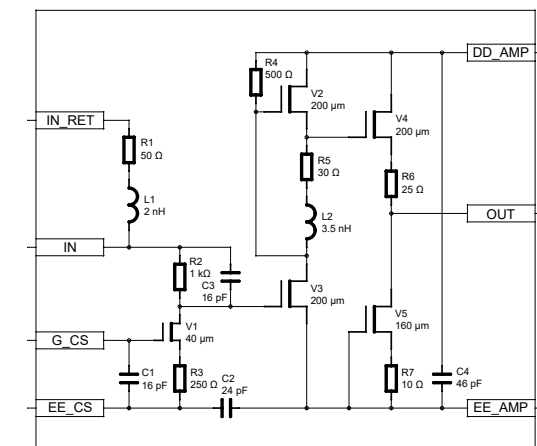 DD_AMP
R4
500 Ω
V2
200 µm
V4
200 µm
IN_RET
R1
50 Ω
R5
30 Ω
R6
25 Ω
L1
2 nH
L2
3.5 nH
OUT
IN
R2
1 kΩ
C3
16 pF
V3
200 µm
V1
40 µm
V5
160 µm
G_CS
C1
16 pF
R3
250 Ω
C2
24 pF
R7
10 Ω
C4
46 pF
EE_CS
EE_AMP